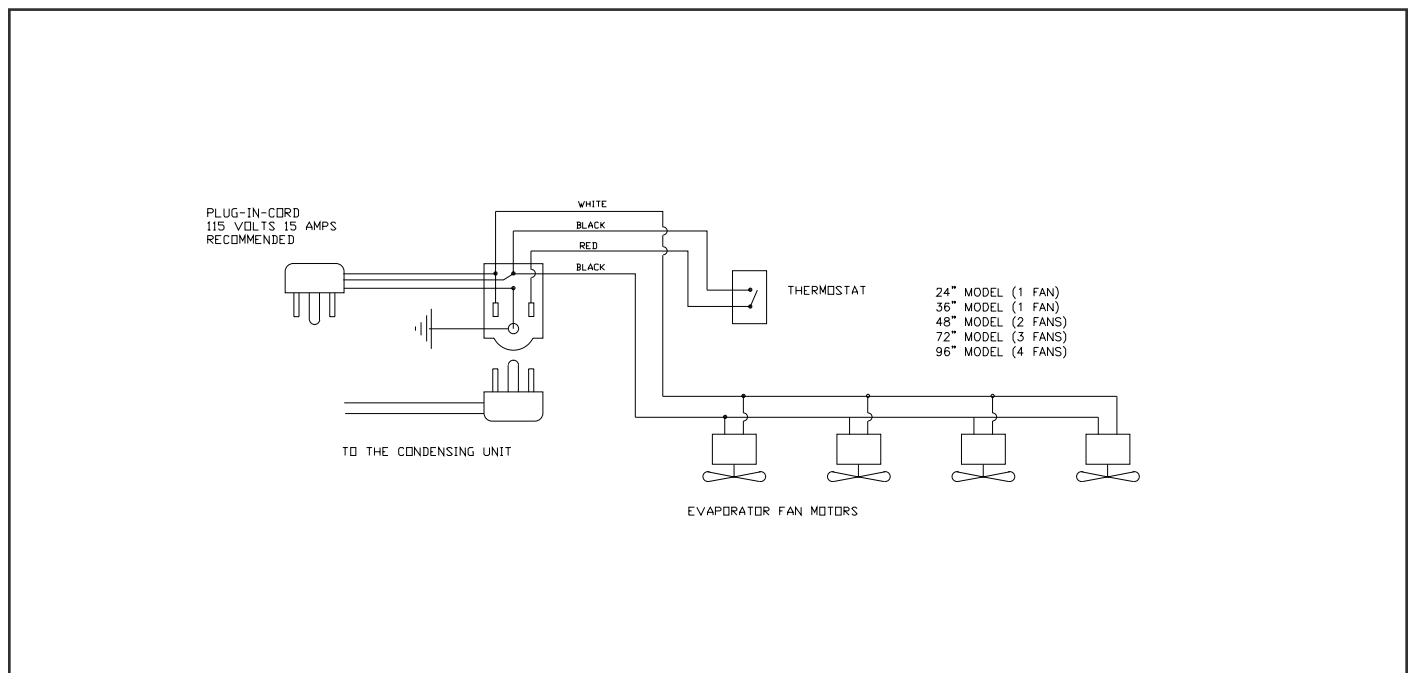 PLUG-IN-CORD
115 VOLTS 15 AMPS
RECOMMENDED
WHITE
BLACK
RED
BLACK
THERMOSTAT
24" MODEL (1 FAN)
36" MODEL (1 FAN)
48" MODEL (2 FANS)
72" MODEL (3 FANS)
96" MODEL (4 FANS)
TO THE CONDENSING UNIT
EVAPORATOR FAN MOTORS